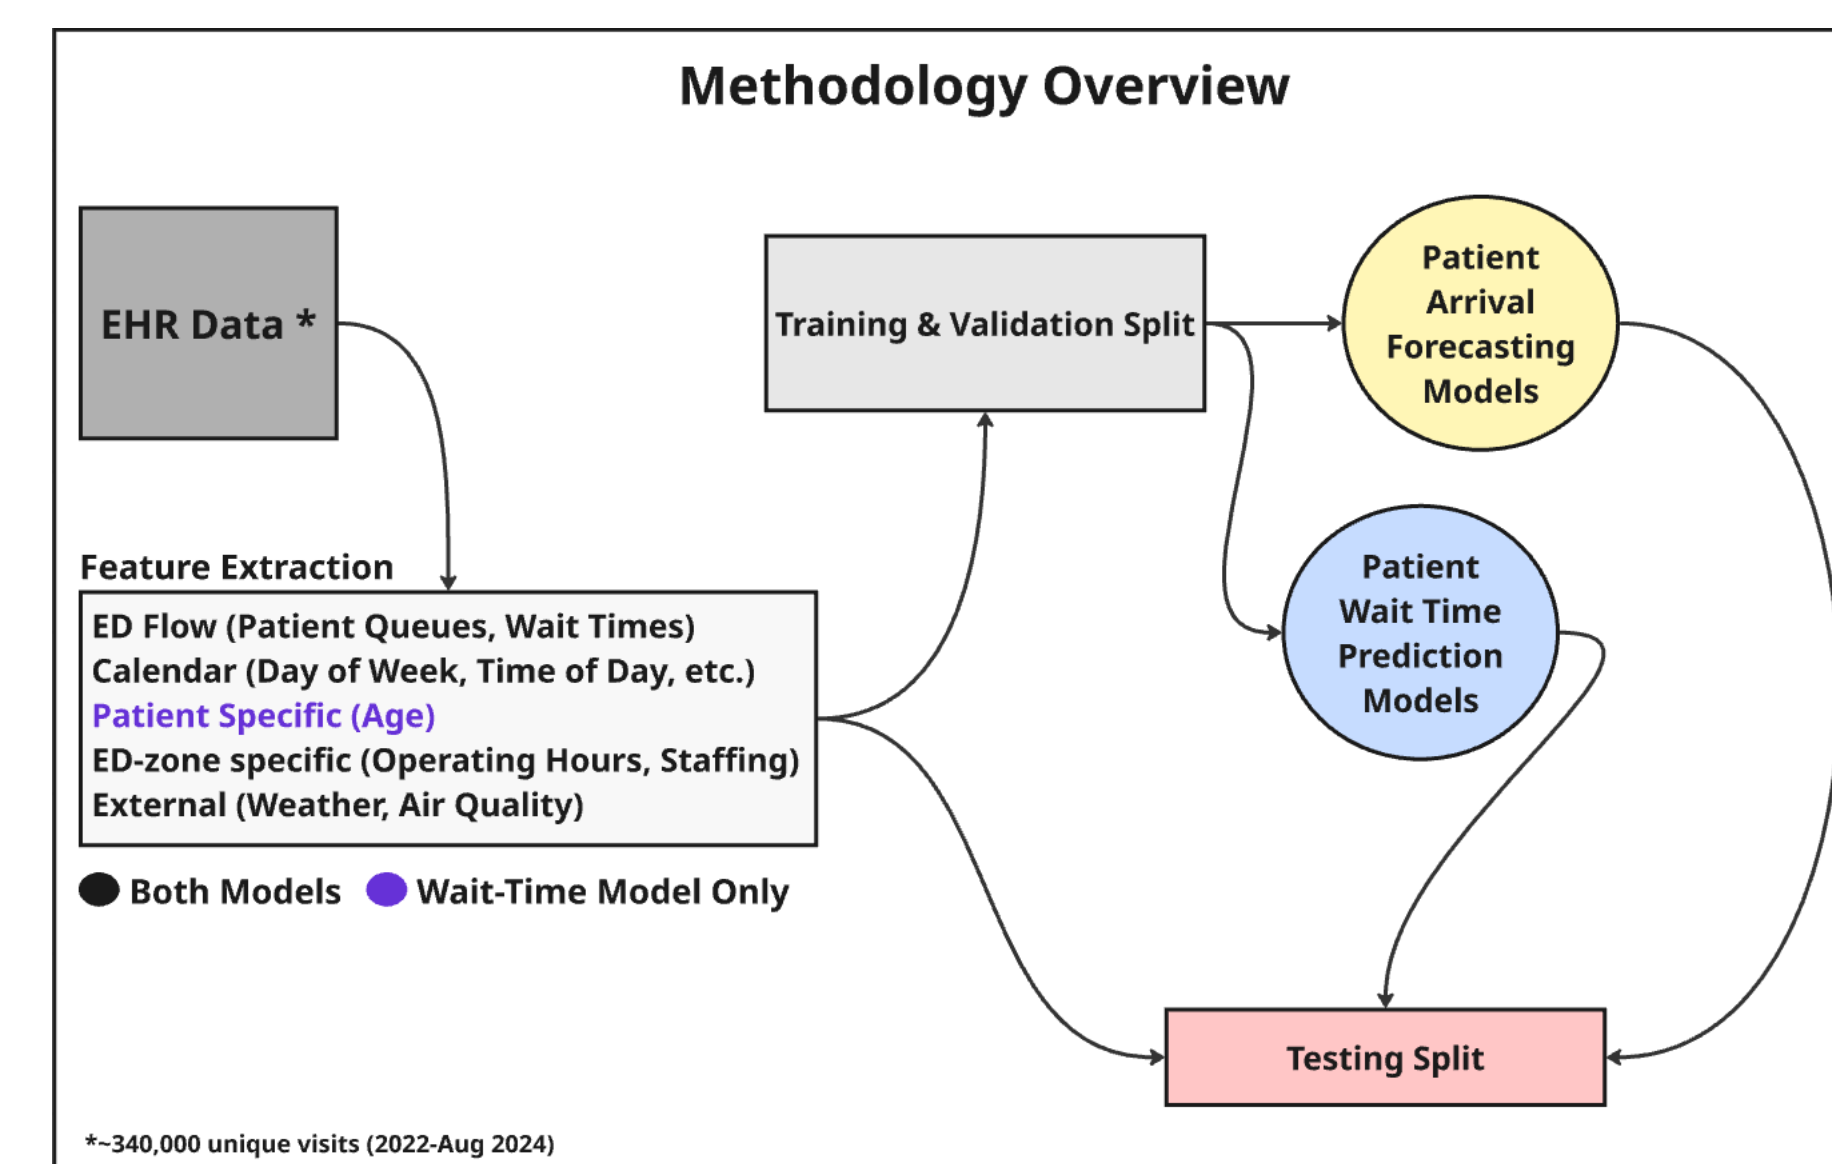 Methodology Overview
EHR Data *
Training & Validation Split
Patient
Arrival
Forecasting
Models
Patient
Wait Time
Prediction
Models
Feature Extraction
ED Flow (Patient Queues, Wait Times)
Calendar (Day of Week, Time of Day, etc.)
Patient Specific (Age)
ED-zone specific (Operating Hours, Staffing)
External (Weather, Air Quality)
Both Models
Wait-Time Model Only
Testing Split
*~340,000 unique visits (2022-Aug 2024)